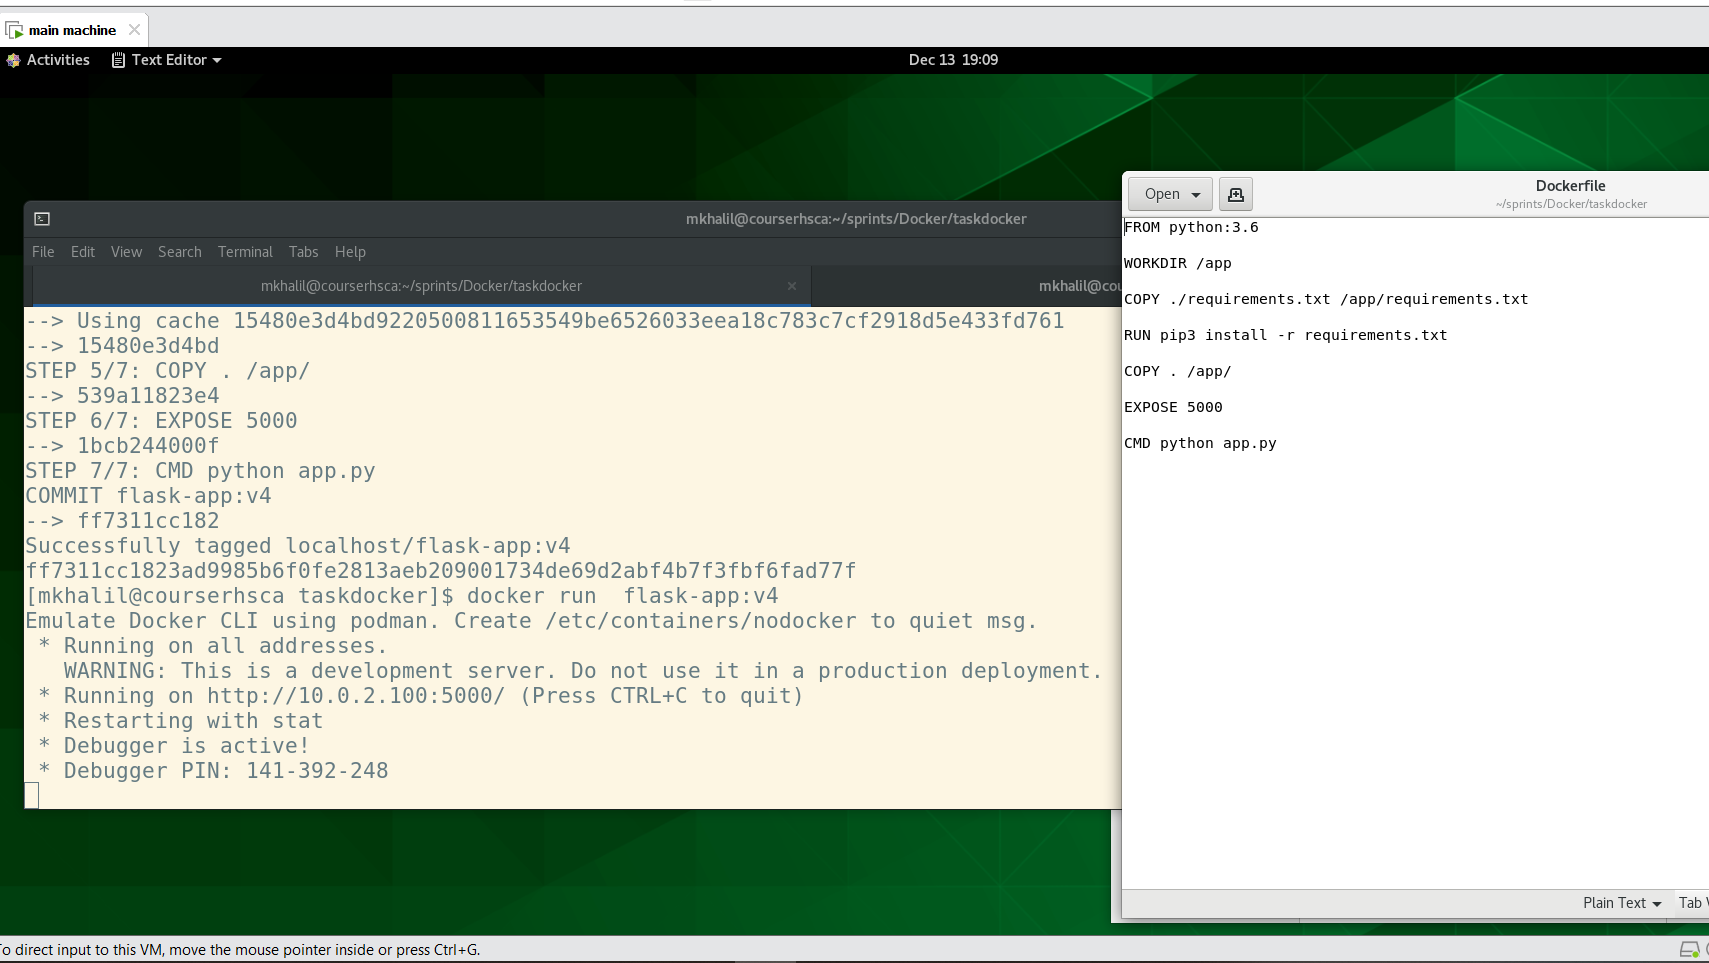 main machine
Activities
Text Editor
Dec 13 19:09
mkhalil@courserhsca:~/sprints/Docker/taskdocker
File Edit View Search Terminal Tabs Help
mkhalil@courserhsca:~/sprints/Docker/taskdocker
--> Using cache 15480e3d4bd9220500811653549be6526033eea18c783c7cf2918d5e433fd761
--> 15480e3d4bd
STEP 5/7: COPY . /app/
--> 539a11823e4
STEP 6/7: EXPOSE 5000
--> 1bcb244000f
STEP 7/7: CMD python app.py
COMMIT flask-app:v4
--> ff7311cc182
Successfully tagged localhost/flask-app:v4
ff7311cc1823ad9985b6f0fe2813aeb209001734de69d2abf4b7f3fbf6fad77f
[mkhalil@courserhsca taskdocker]$ docker run  flask-app:v4
Emulate Docker CLI using podman. Create /etc/containers/nodocker to quiet msg.
* Running on all addresses.
WARNING: This is a development server. Do not use it in a production deployment.
* Running on http://10.0.2.100:5000/ (Press CTRL+C to quit)
* Restarting with stat
* Debugger is active!
* Debugger PIN: 141-392-248
Open
Dockerfile
~/sprints/Docker/taskdocker
FROM python:3.6
WORKDIR /app
COPY ./requirements.txt /app/requirements.txt
RUN pip3 install -r requirements.txt
COPY . /app/
EXPOSE 5000
CMD python app.py
Plain Text
Tab
To direct input to this VM, move the mouse pointer inside or press Ctrl+G.